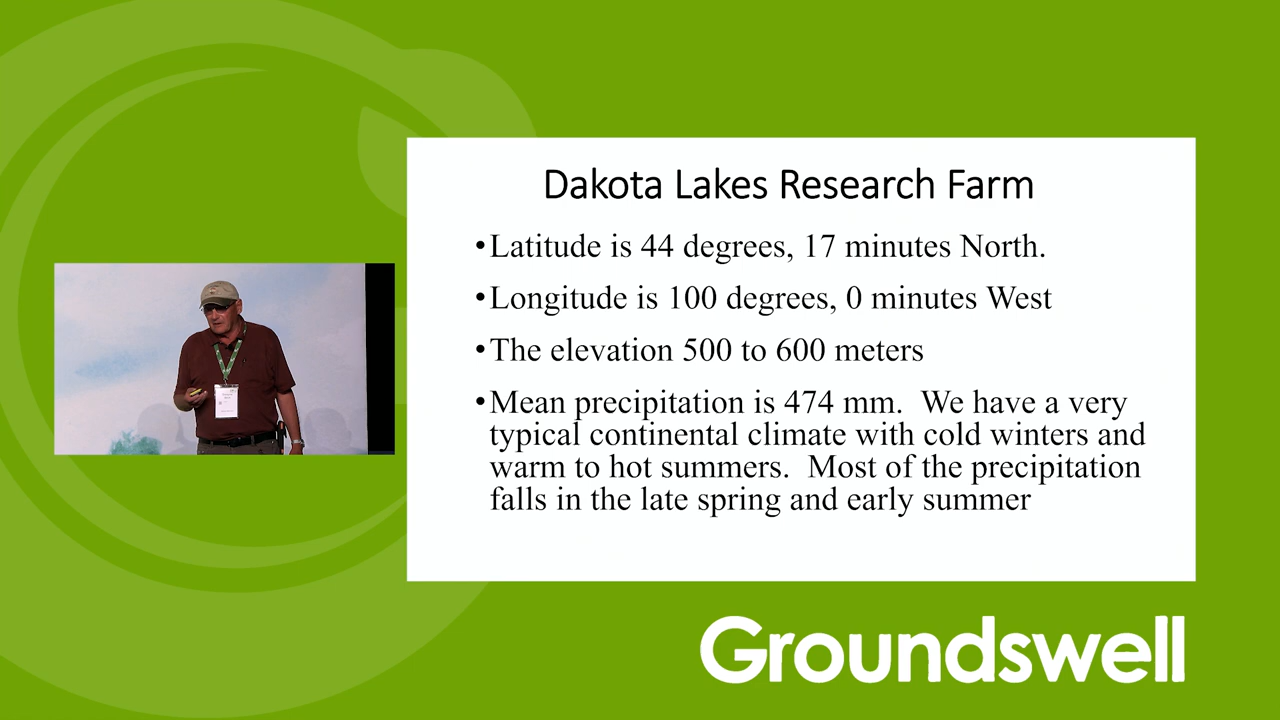 Dakota Lakes Research Farm
•Latitude is 44 degrees, 17 minutes North.
•Longitude is 100 degrees, 0 minutes West
•The elevation 500 to 600 meters
•Mean precipitation is 474 mm.  We have a very
typical continental climate with cold winters and
warm to hot summers.  Most of the precipitation
falls in the late spring and early summer
Groundswell